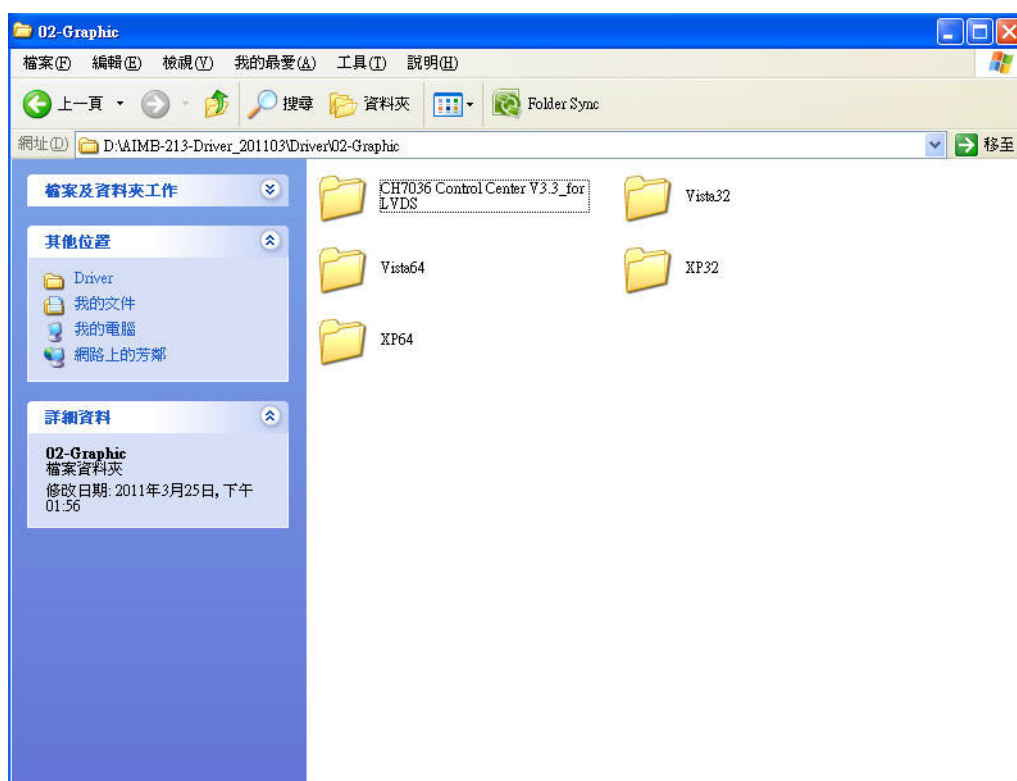 02-Graphic
檔案(F) 編輯(E) 檢視(V) 我的最愛(A) 工具(T) 說明(H)
上一頁 搜尋 資料夾 Folder Sync
網址(D) D:\AIMB-213-Driver_201103\Driver\02-Graphic 移至
檔案及資料夾工作
其他位置
Driver
我的文件
我的電腦
網路上的芳鄰
詳細資料
02-Graphic
檔案資料夾
修改日期: 2011年3月25日, 下午
01:56
CH7036 Control Center V3.3_for
LVDS
Vista32
Vista64
XP32
XP64